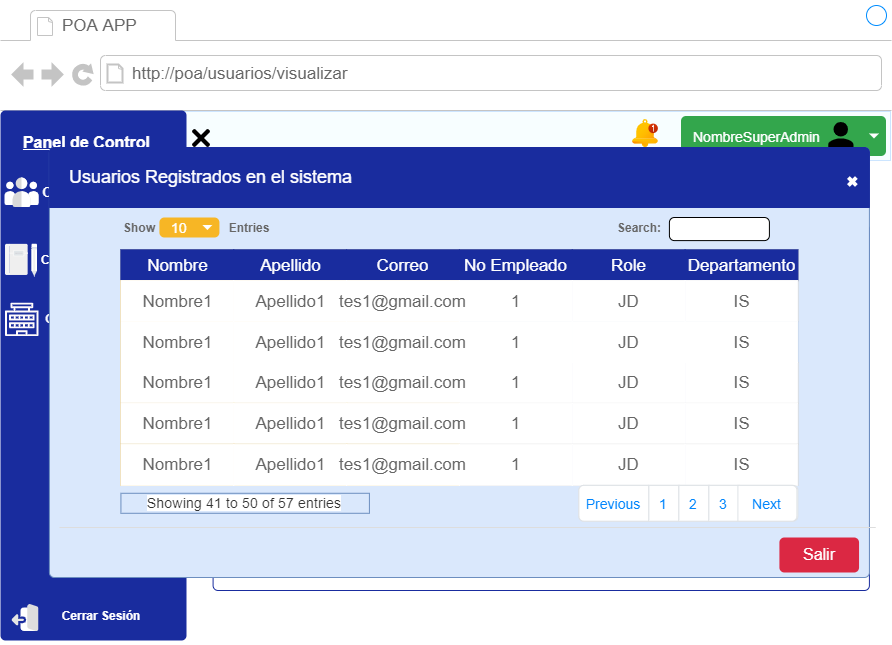 POA APP
http://poa/usuarios/visualizar
Panel de Control
1
NombreSuperAdmin
Usuarios Registrados en el sistema
Show 10 Entries
Search:
Nombre Apellido Correo No Empleado Role Departamento
Nombre1 Apellido1 tes1@gmail.com 1 JD IS
Nombre1 Apellido1 tes1@gmail.com 1 JD IS
Nombre1 Apellido1 tes1@gmail.com 1 JD IS
Nombre1 Apellido1 tes1@gmail.com 1 JD IS
Nombre1 Apellido1 tes1@gmail.com 1 JD IS
Showing 41 to 50 of 57 entries
Previous 1 2 3 Next
Salir
Cerrar Sesión